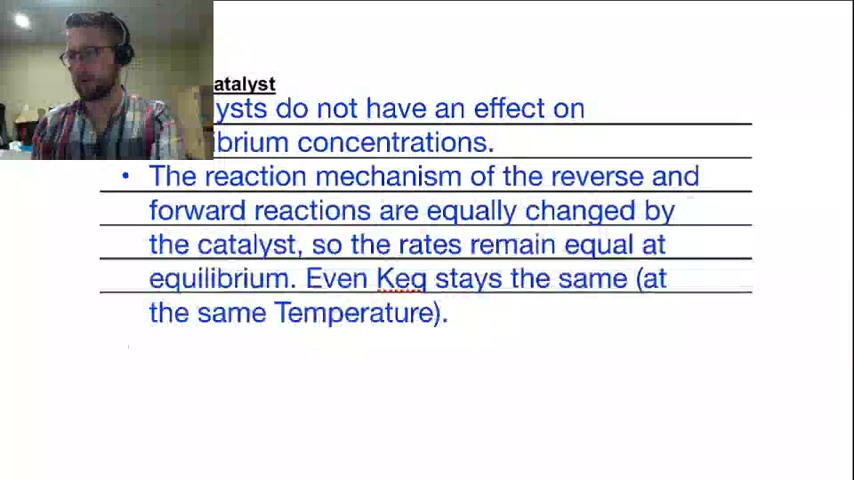 atalyst
ysts do not have an effect on
ibrium concentrations.
• The reaction mechanism of the reverse and
forward reactions are equally changed by
the catalyst, so the rates remain equal at
equilibrium. Even Keq stays the same (at
the same Temperature).